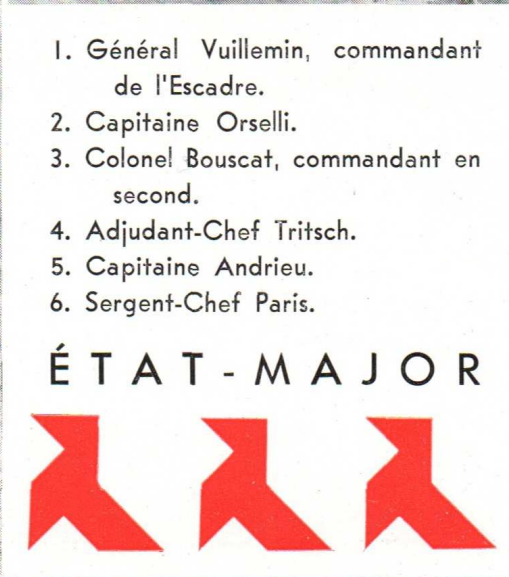 1. Général Vuillemin, commandant
de l'Escadre.
2. Capitaine Orselli.
3. Colonel Bouscat, commandant en
second.
4. Adjudant-Chef Tritsch.
5. Capitaine Andrieu.
6. Sergent-Chef Paris.
ÉTAT-MAJOR